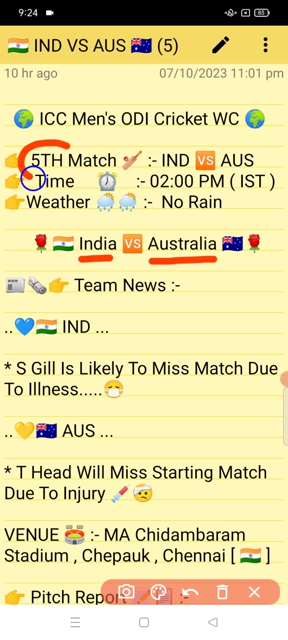 9:24
83
🇮🇳 IND VS AUS 🇦🇺 (5)
10 hr ago 07/10/2023 11:01 pm
🌍 ICC Men's ODI Cricket WC 🌍
👉 5TH Match 🏏 :- IND 🆚 AUS
👉 Time ⏰ :- 02:00 PM ( IST )
👉Weather 🌧🌧 :- No Rain
🌹🇮🇳 India 🆚 Australia 🇦🇺🌹
📰🗞👉 Team News :-
..💙🇮🇳 IND ...
* S Gill Is Likely To Miss Match Due
To Illness.....😷
..💛🇦🇺 AUS ...
* T Head Will Miss Starting Match
Due To Injury 💉🤕
VENUE 🏟 :- MA Chidambaram
Stadium , Chepauk , Chennai [ 🇮🇳 ]
👉 Pitch Report :-